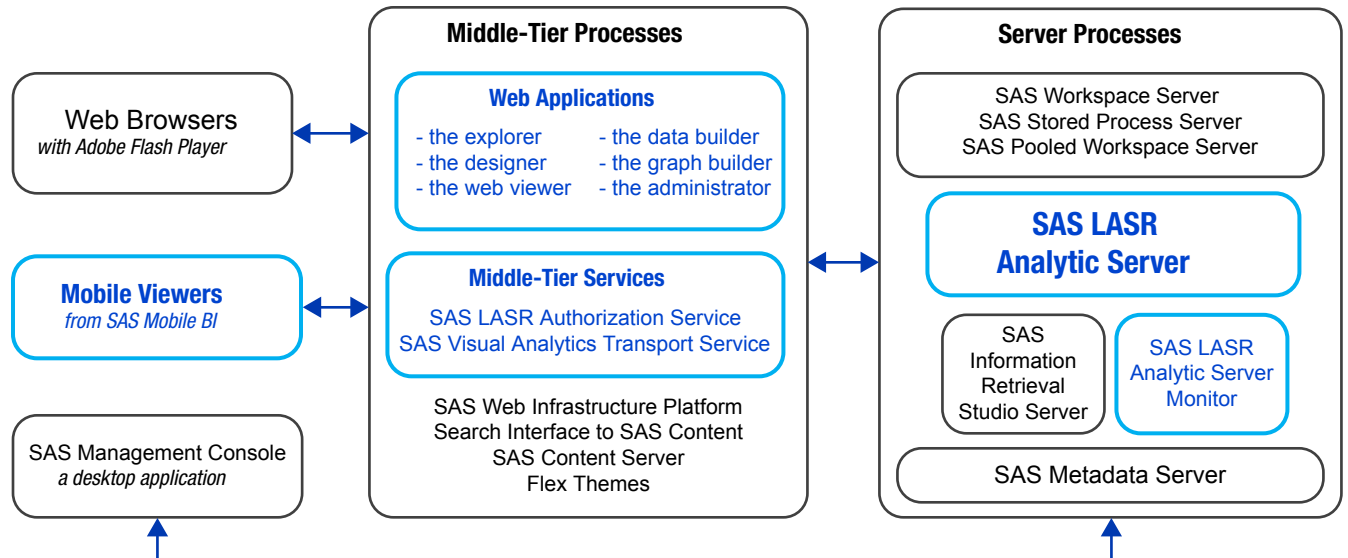 Web Browsers
with Adobe Flash Player
Mobile Viewers
from SAS Mobile BI
SAS Management Console
a desktop application
Middle-Tier Processes
Web Applications
- the explorer
- the designer
- the web viewer
- the data builder
- the graph builder
- the administrator
Middle-Tier Services
SAS LASR Authorization Service
SAS Visual Analytics Transport Service
SAS Web Infrastructure Platform
Search Interface to SAS Content
SAS Content Server
Flex Themes
Server Processes
SAS Workspace Server
SAS Stored Process Server
SAS Pooled Workspace Server
SAS LASR
Analytic Server
SAS
Information
Retrieval
Studio Server
SAS LASR
Analytic Server
Monitor
SAS Metadata Server